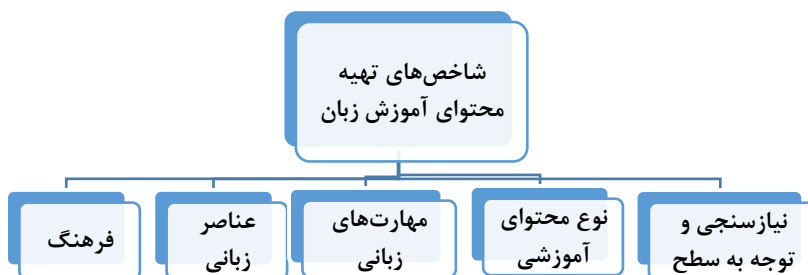 شاخص‌های تهیه
محتوای آموزش زبان
نیازسنجی و
توجه به سطح
نوع محتوای
آموزشی
مهارت‌های
زبانی
عناصر
زبانی
فرهنگ